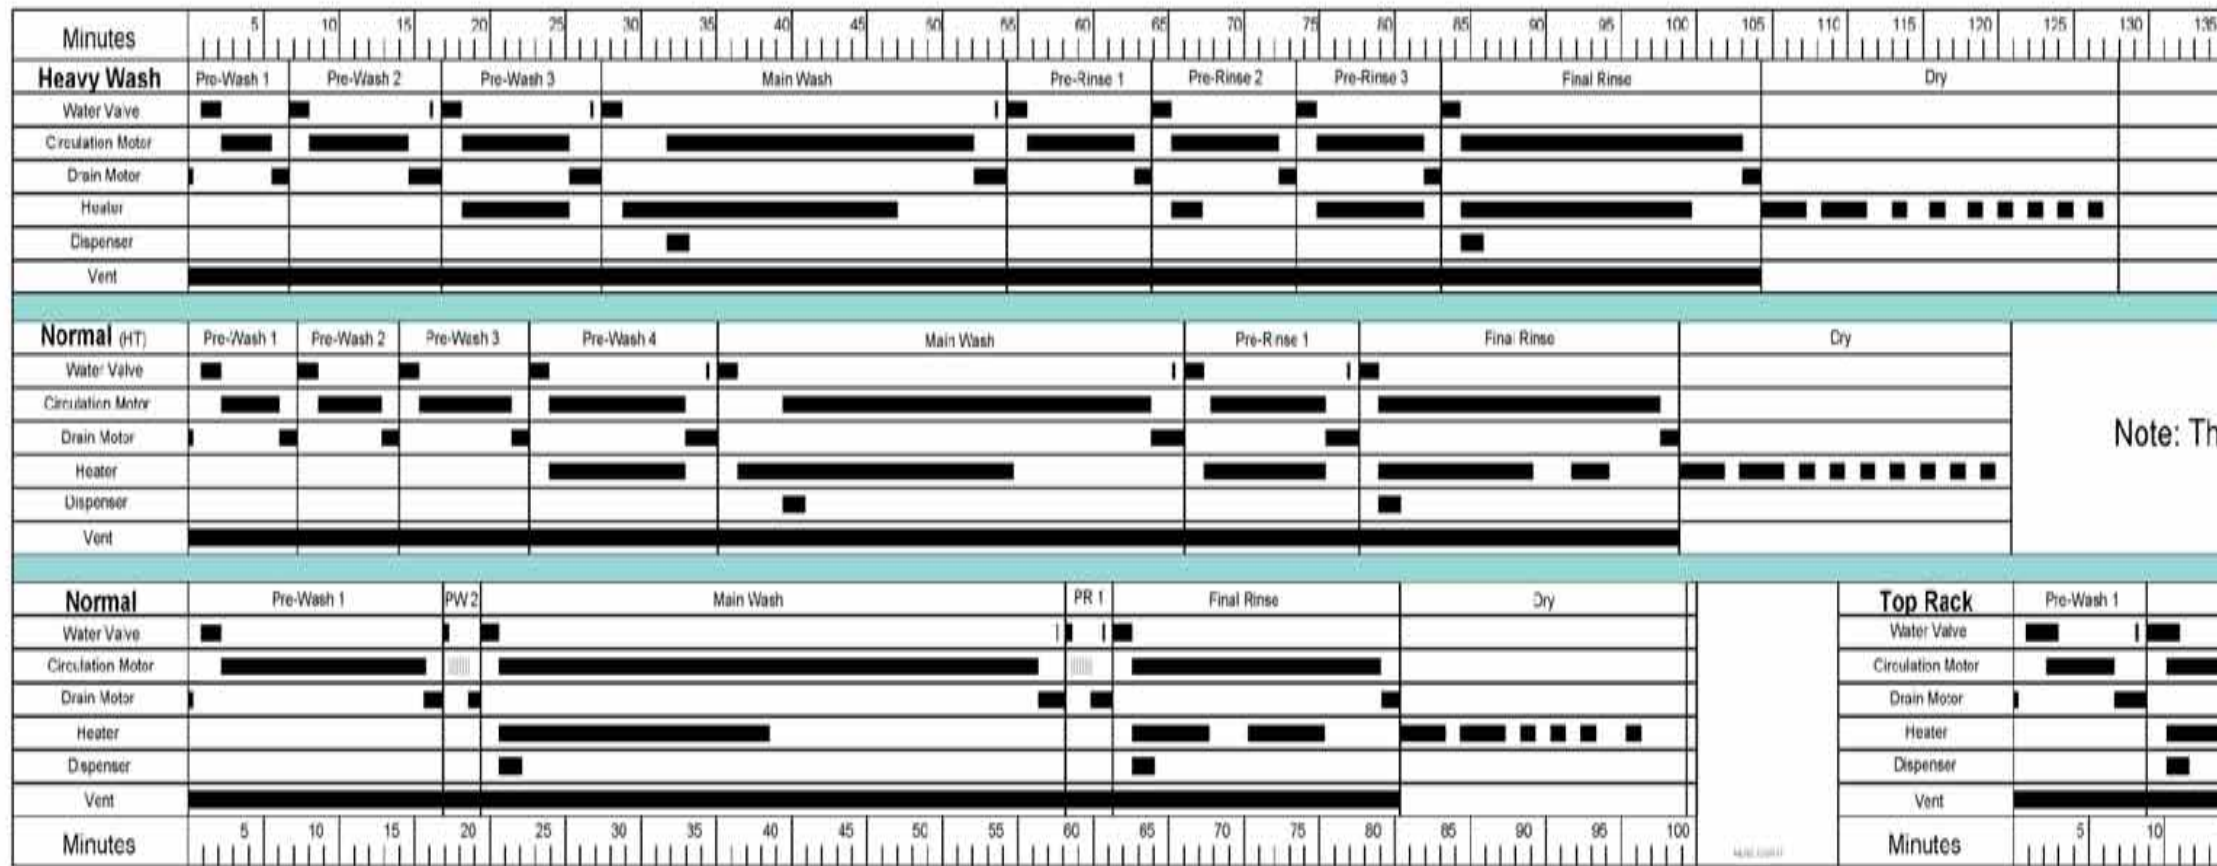 Minutes 5 10 15 20 25 30 35 40 45 50 55 60 65 70 75 80 85 90 95 100 105 110 115 120 125 130 135
Heavy Wash Pre-Wash 1 Pre-Wash 2 Pre-Wash 3 Main Wash Pre-Rinse 1 Pre-Rinse 2 Pre-Rinse 3 Final Rinse Dry
Water Valve
Circulation Motor
Drain Motor
Heater
Dispenser
Vent
Normal (HT) Pre-Wash 1 Pre-Wash 2 Pre-Wash 3 Pre-Wash 4 Main Wash Pre-Rinse 1 Final Rinse Dry
Water Valve
Circulation Motor
Drain Motor
Note: Th
Heater
Dispenser
Vent
Normal Pre-Wash 1 PW 2 Main Wash PR 1 Final Rinse Dry Top Rack Pre-Wash 1
Water Valve Water Valve
Circulation Motor Circulation Motor
Drain Motor Drain Motor
Heater Heater
Dispenser Dispenser
Vent Vent
Minutes 5 10 15 20 25 30 35 40 45 50 55 60 65 70 75 80 85 90 95 100 Minutes 5 10